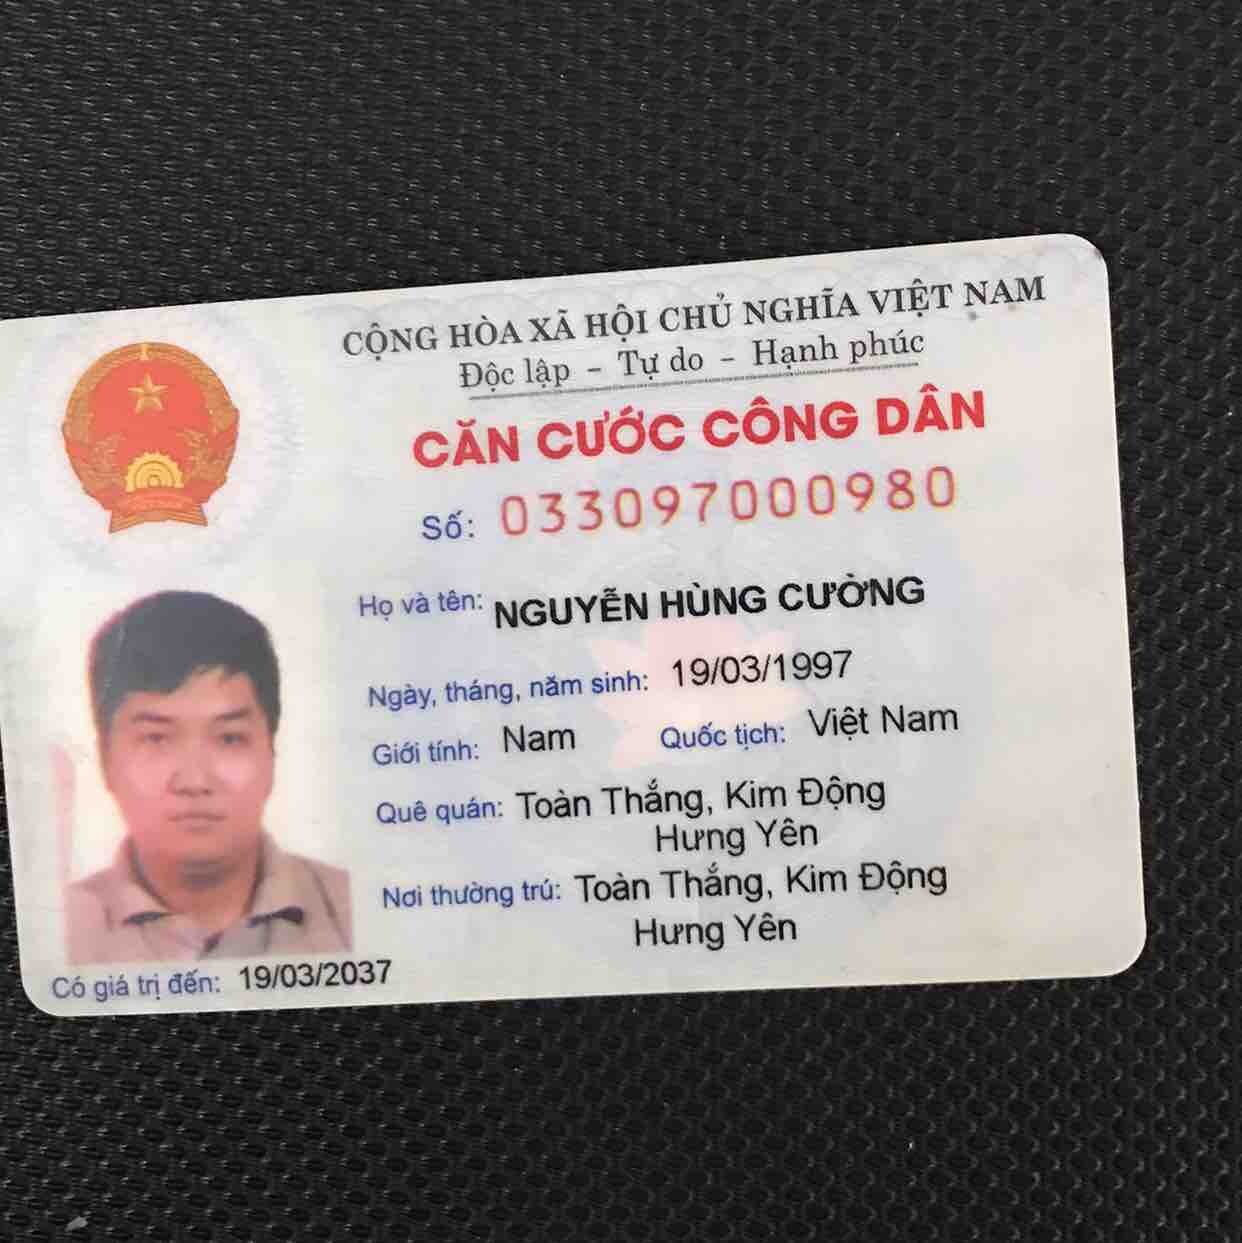 CỘNG HÒA XÃ HỘI CHỦ NGHĨA VIỆT NAM
Độc lập - Tự do - Hạnh phúc
CĂN CƯỚC CÔNG DÂN
Số: 033097000980
Họ và tên: NGUYỄN HÙNG CƯỜNG
Ngày, tháng, năm sinh: 19/03/1997
Giới tính: Nam Quốc tịch: Việt Nam
Quê quán: Toàn Thắng, Kim Động
Hưng Yên
Nơi thường trú: Toàn Thắng, Kim Động
Hưng Yên
Có giá trị đến: 19/03/2037